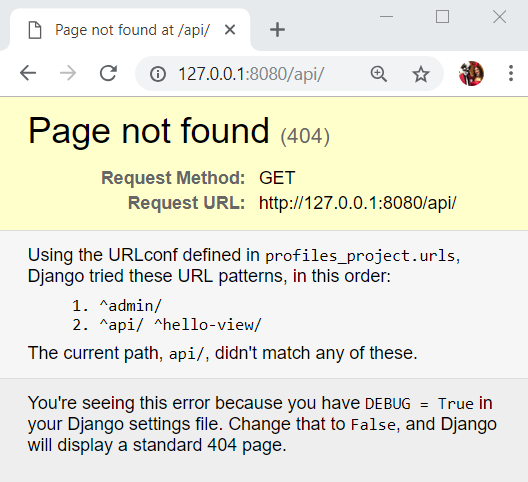 Page not found at /api/
127.0.0.1:8080/api/
Page not found (404)
Request Method: GET
Request URL: http://127.0.0.1:8080/api/
Using the URLconf defined in profiles_project.urls,
Django tried these URL patterns, in this order:
1. ^admin/
2. ^api/ ^hello-view/
The current path, api/, didn't match any of these.
You're seeing this error because you have DEBUG = True in
your Django settings file. Change that to False, and Django
will display a standard 404 page.